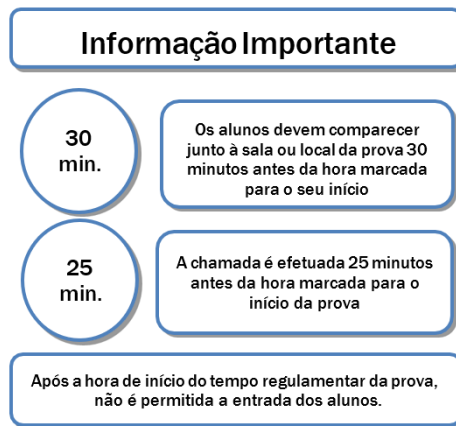 Informação Importante
30
min.
Os alunos devem comparecer
junto à sala ou local da prova 30
minutos antes da hora marcada
para o seu início
25
min.
A chamada é efetuada 25 minutos
antes da hora marcada para o
início da prova
Após a hora de início do tempo regulamentar da prova,
não é permitida a entrada dos alunos.